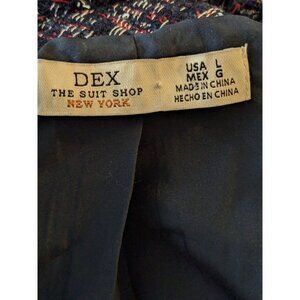 DEX
THE SUIT SHOP
NEW YORK
USA L
MEX G
MADE IN CHINA
HECHO EN CHINA